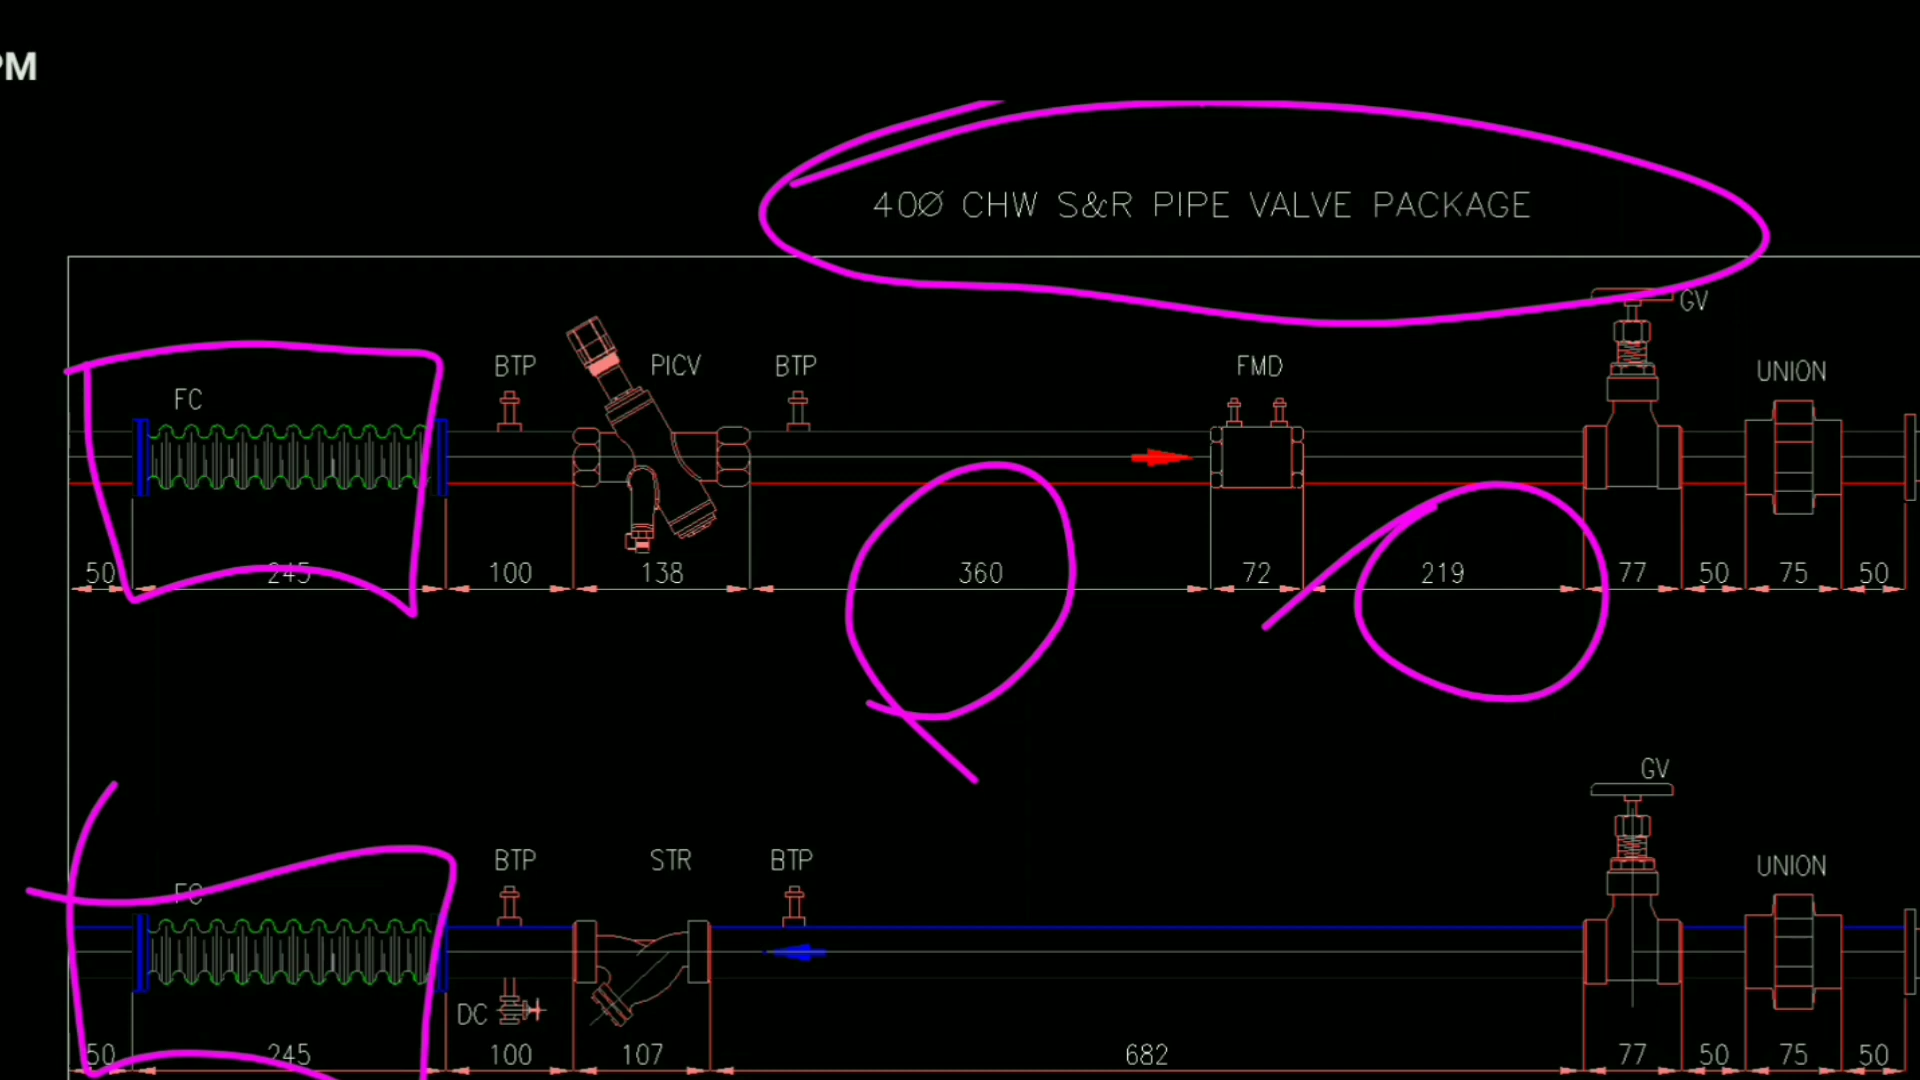 PM
40Ø CHW S&R PIPE VALVE PACKAGE
GV
FC BTP PICV BTP FMD UNION
50 245 100 138 360 72 219 77 50 75 50
GV
FC BTP STR BTP UNION
DC
50 245 100 107 682 77 50 75 50